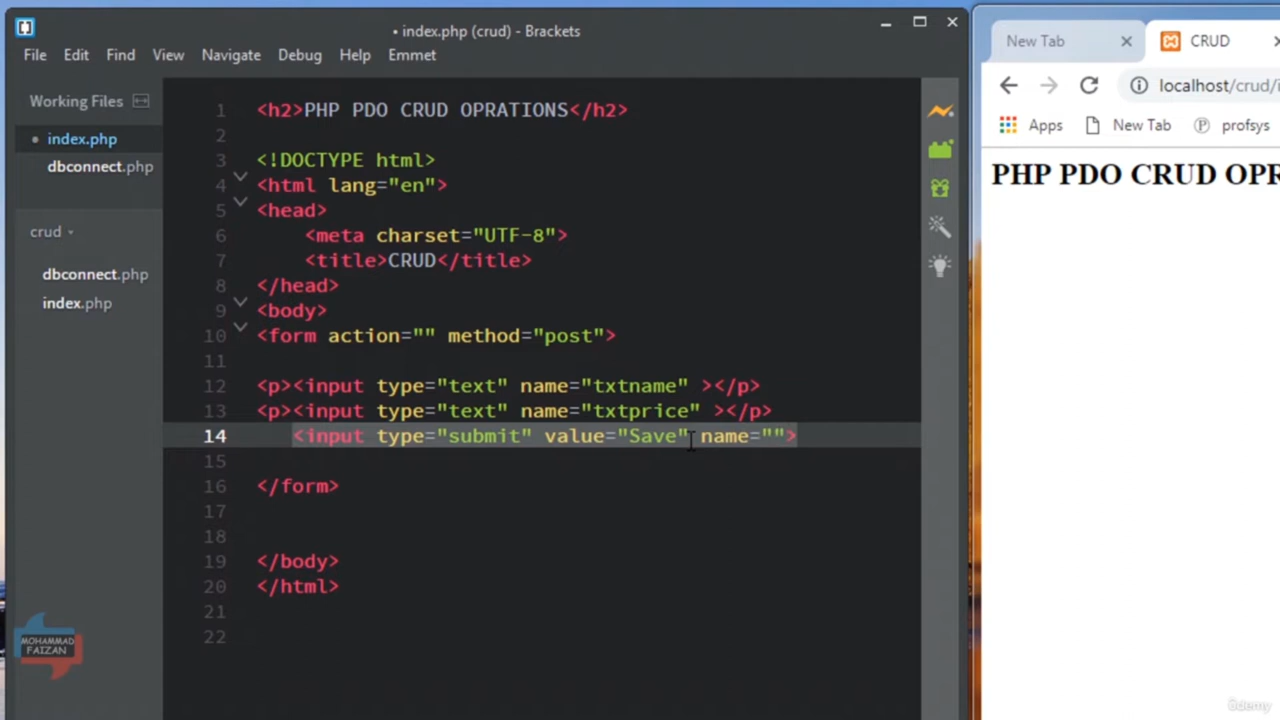 • index.php (crud) - Brackets
File Edit Find View Navigate Debug Help Emmet
Working Files
• index.php
dbconnect.php
crud
dbconnect.php
index.php
1 <h2>PHP PDO CRUD OPRATIONS</h2>
2
3 <!DOCTYPE html>
4 <html lang="en">
5 <head>
6 <meta charset="UTF-8">
7 <title>CRUD</title>
8 </head>
9 <body>
10 <form action="" method="post">
11
12 <p><input type="text" name="txtname" ></p>
13 <p><input type="text" name="txtprice" ></p>
14 <input type="submit" value="Save" name="">
15
16 </form>
17
18
19 </body>
20 </html>
21
22
MOHAMMAD
FAIZAN
New Tab CRUD
localhost/crud/i
Apps New Tab profsys
PHP PDO CRUD OPR
ûdemy